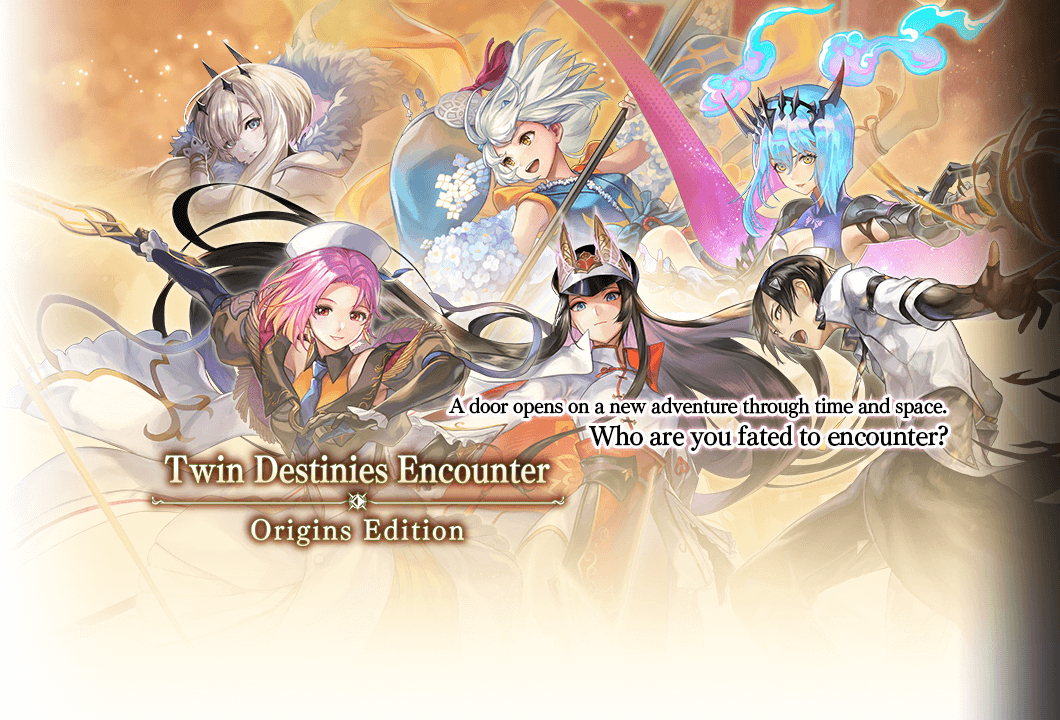 A door opens on a new adventure through time and space.
Who are you fated to encounter?
Twin Destinies Encounter
Origins Edition